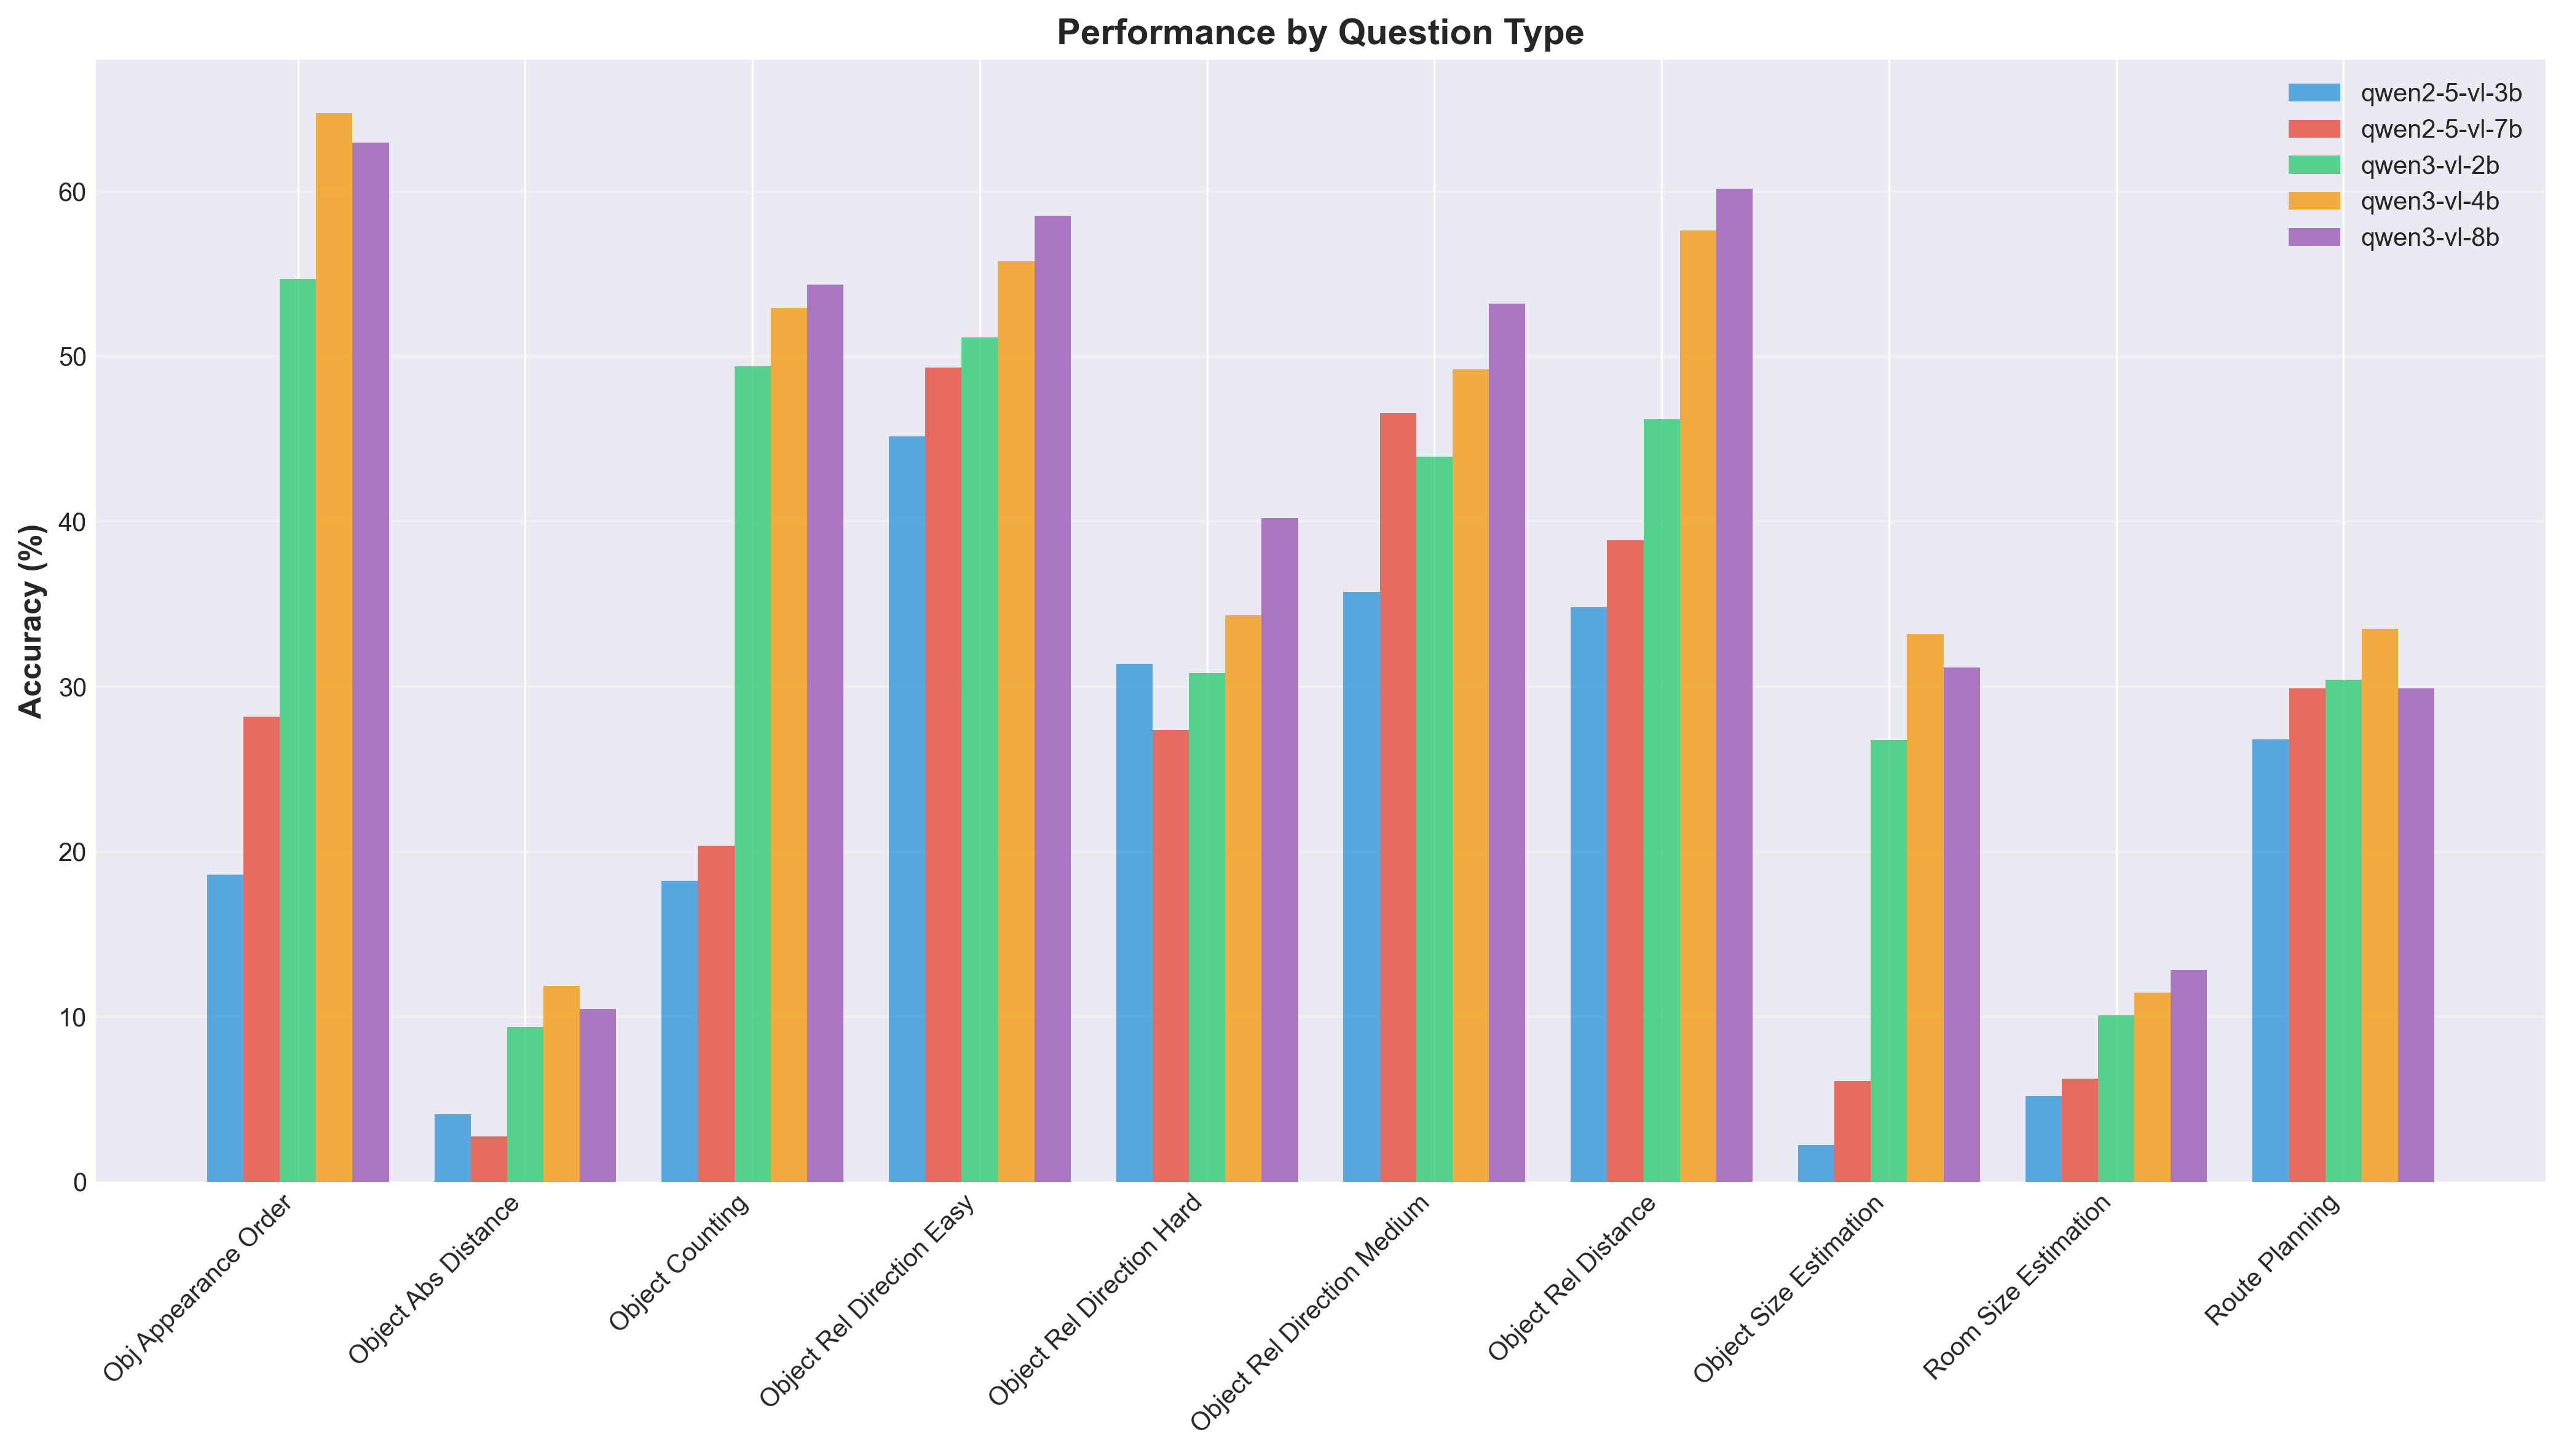 Performance by Question Type
qwen2-5-vl-3b
qwen2-5-vl-7b
qwen3-vl-2b
qwen3-vl-4b
qwen3-vl-8b
Accuracy (%)
60
50
40
30
20
10
0
Obj Appearance Order
Object Abs Distance
Object Counting
Object Rel Direction Easy
Object Rel Direction Hard
Object Rel Direction Medium
Object Rel Distance
Object Size Estimation
Room Size Estimation
Route Planning